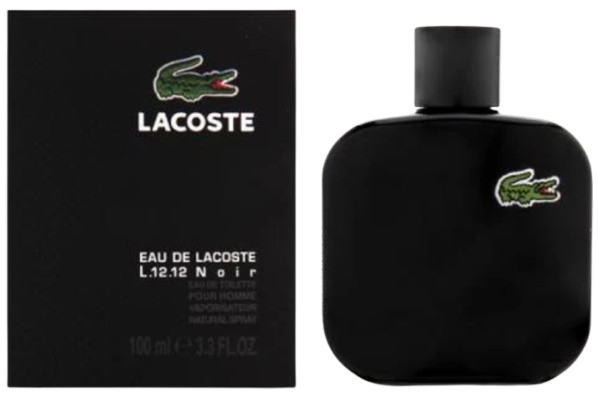 LACOSTE
EAU DE LACOSTE
L.12.12 Noir
EAU DE TOILETTE
POUR HOMME
VAPORISATEUR
NATURAL SPRAY
100 ml ℮ 3.3 FL.OZ.